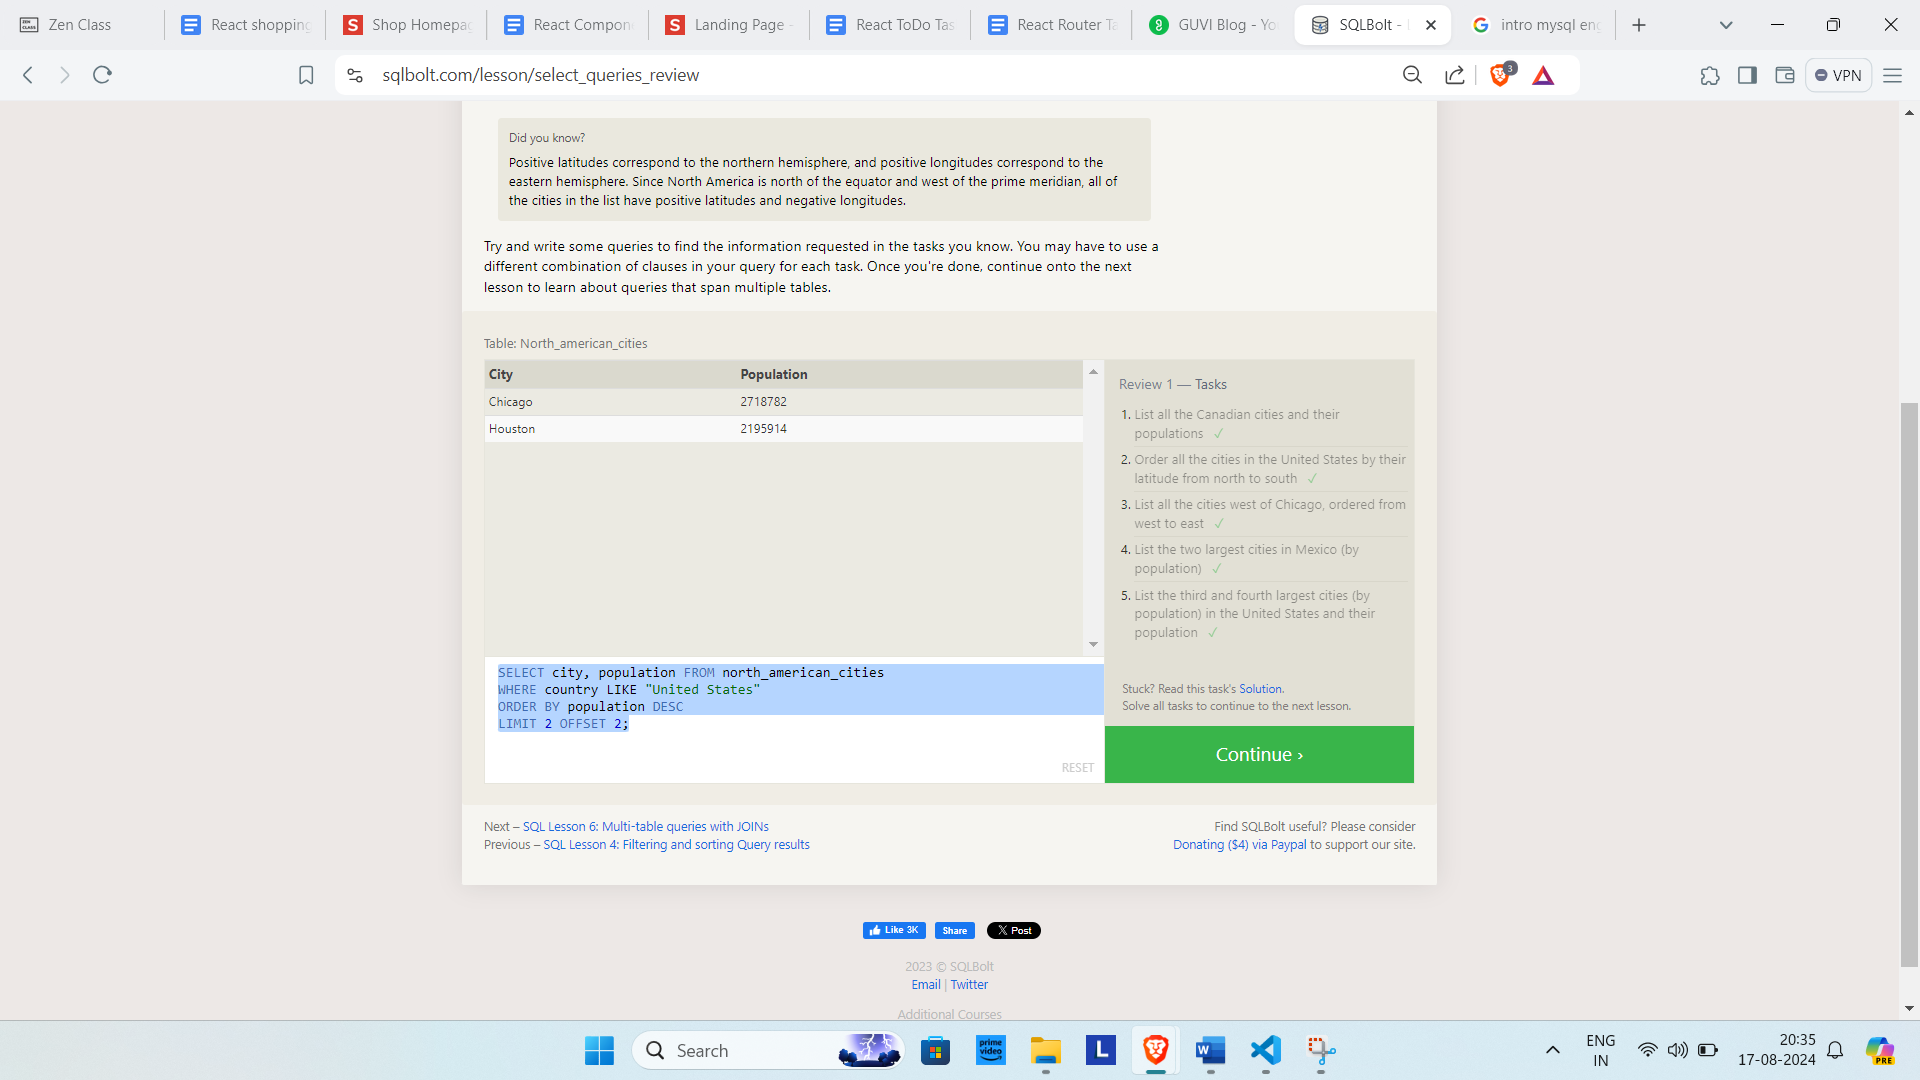 Zen Class
React shopping
Shop Homepag
React Compon
Landing Page -
React ToDo Tas
React Router Ta
GUVI Blog - Yo
SQLBolt -
intro mysql eng
sqlbolt.com/lesson/select_queries_review
3
VPN
Did you know?
Positive latitudes correspond to the northern hemisphere, and positive longitudes correspond to the
eastern hemisphere. Since North America is north of the equator and west of the prime meridian, all of
the cities in the list have positive latitudes and negative longitudes.
Try and write some queries to find the information requested in the tasks you know. You may have to use a
different combination of clauses in your query for each task. Once you're done, continue onto the next
lesson to learn about queries that span multiple tables.
Table: North_american_cities
City Population
Chicago 2718782
Houston 2195914
SELECT city, population FROM north_american_cities
WHERE country LIKE "United States"
ORDER BY population DESC
LIMIT 2 OFFSET 2;
RESET
Review 1 — Tasks
1. List all the Canadian cities and their
populations ✓
2. Order all the cities in the United States by their
latitude from north to south ✓
3. List all the cities west of Chicago, ordered from
west to east ✓
4. List the two largest cities in Mexico (by
population) ✓
5. List the third and fourth largest cities (by
population) in the United States and their
population ✓
Stuck? Read this task's Solution.
Solve all tasks to continue to the next lesson.
Continue ›
Next – SQL Lesson 6: Multi-table queries with JOINs
Previous – SQL Lesson 4: Filtering and sorting Query results
Find SQLBolt useful? Please consider
Donating ($4) via Paypal to support our site.
Like 3K
Share
X Post
2023 © SQLBolt
Email | Twitter
Additional Courses
Search
prime video
L
W
ENG
IN
20:35
17-08-2024
PRE